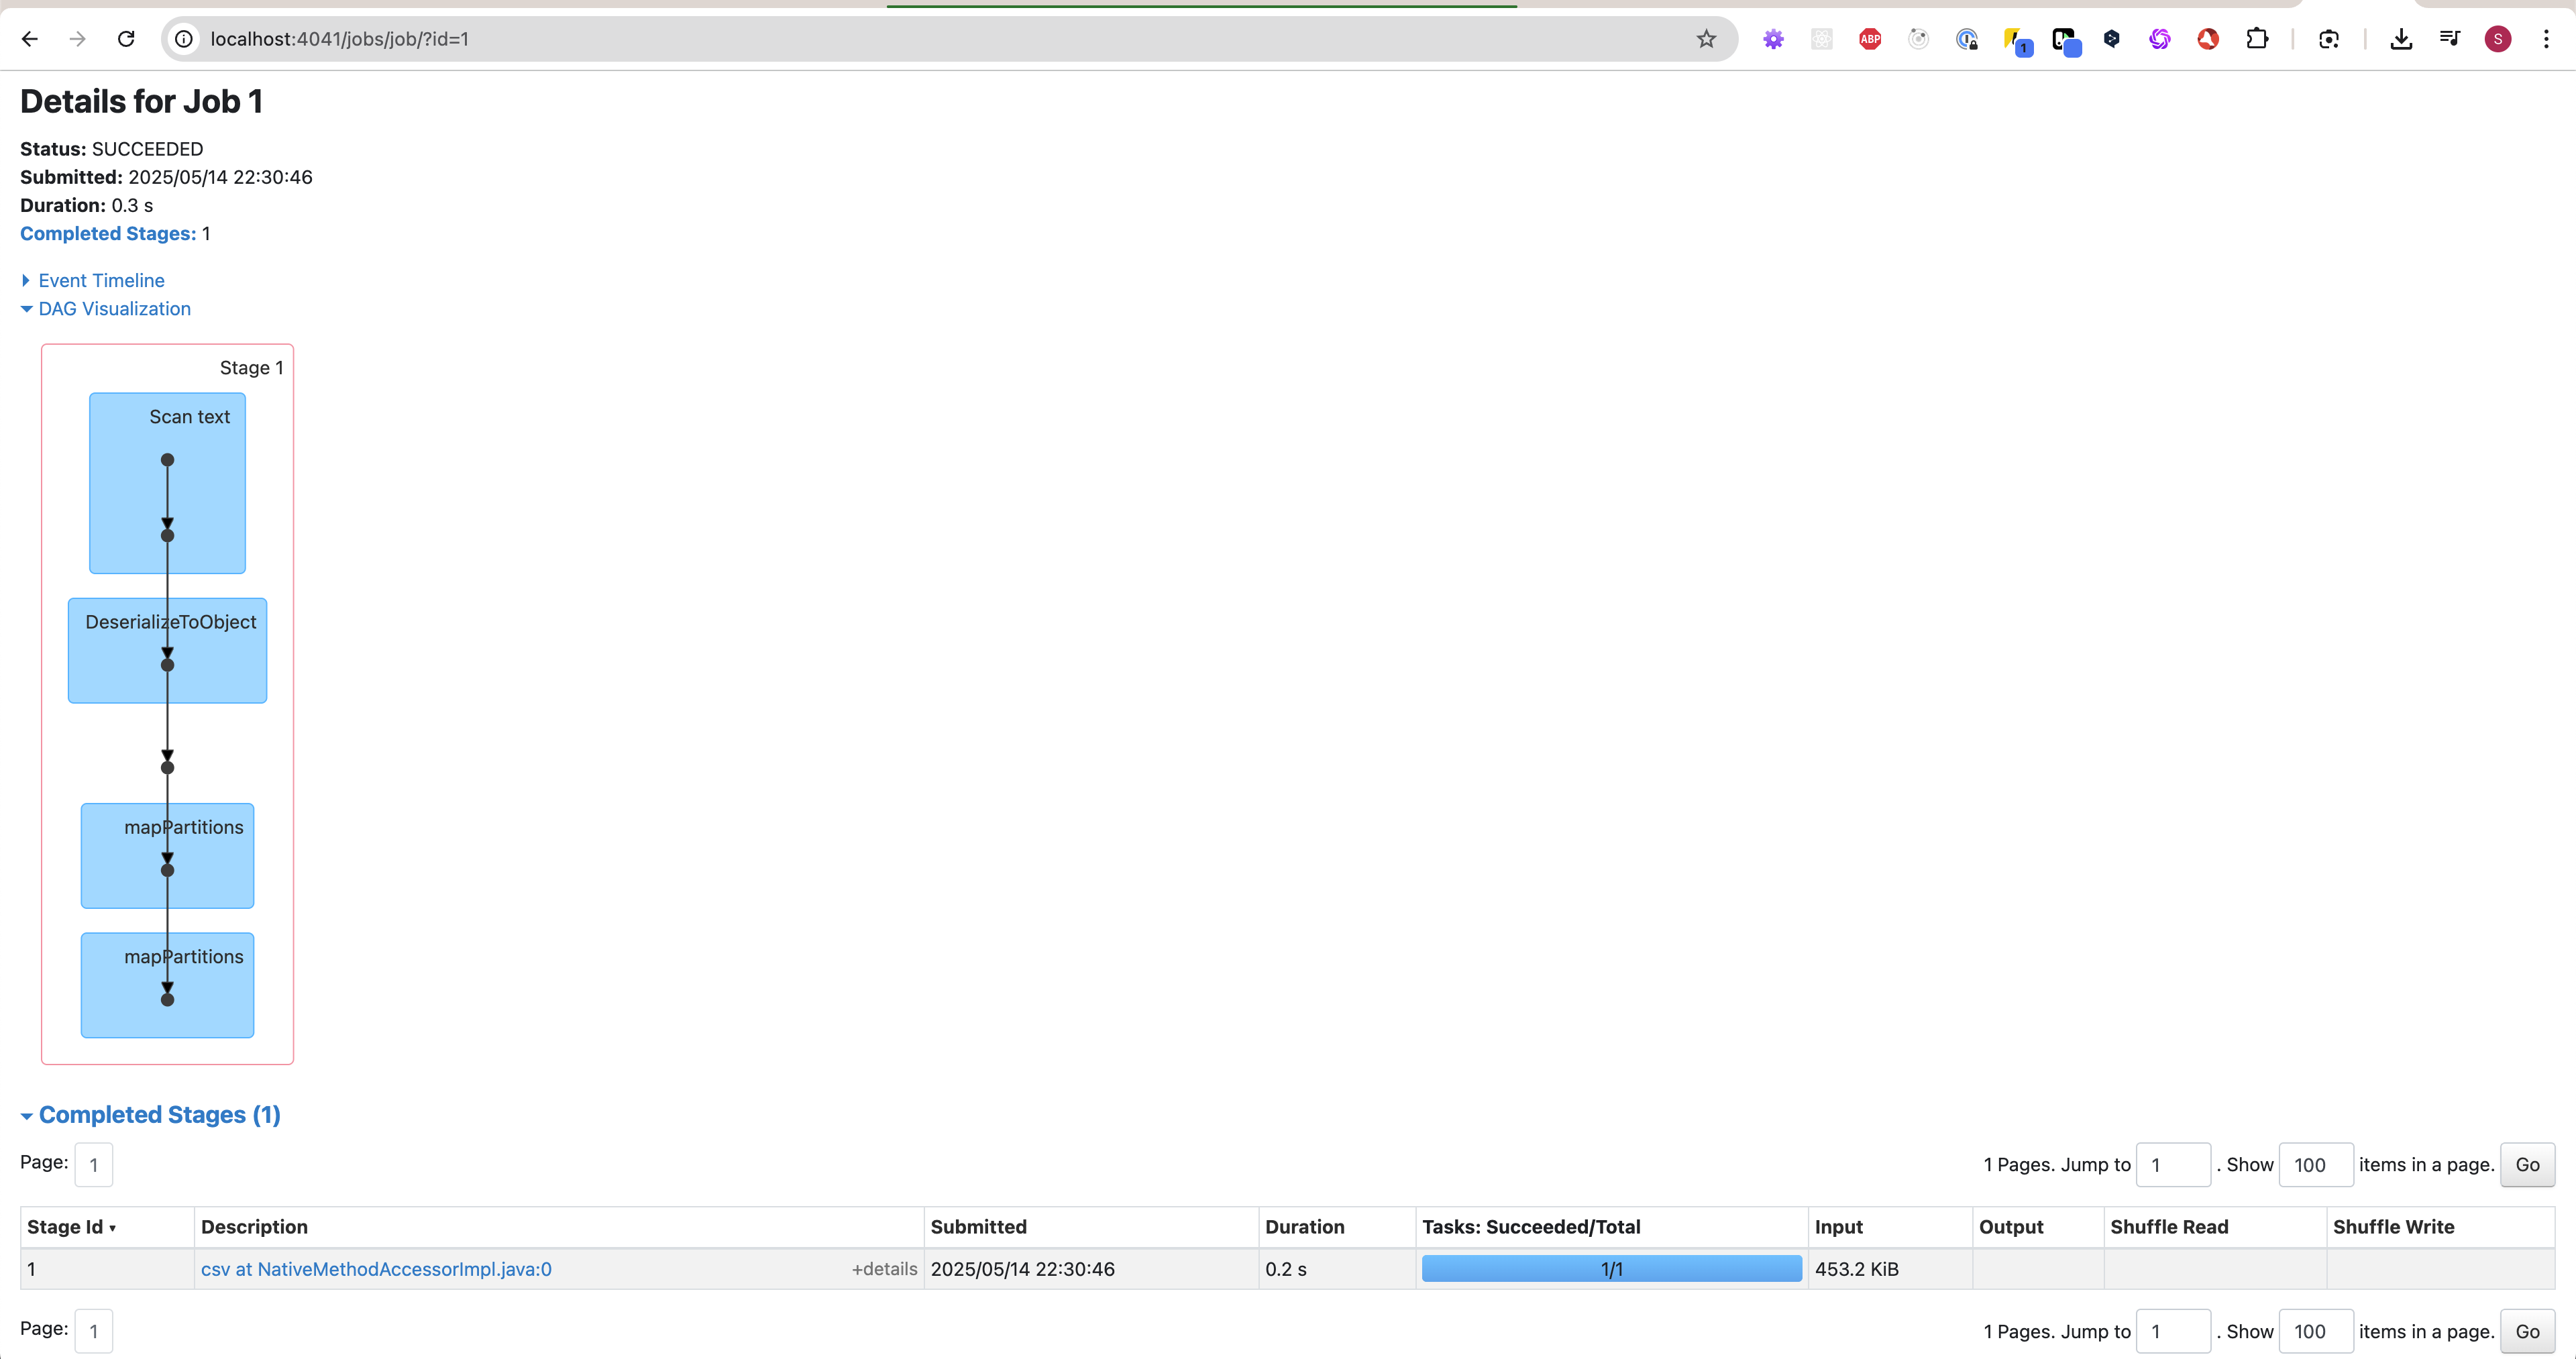 localhost:4041/jobs/job/?id=1
ABP
1
S
Details for Job 1
Status: SUCCEEDED
Submitted: 2025/05/14 22:30:46
Duration: 0.3 s
Completed Stages: 1
Event Timeline
DAG Visualization
Stage 1
Scan text
DeserializeToObject
mapPartitions
mapPartitions
Completed Stages (1)
Page: 1
1 Pages. Jump to 1 . Show 100 items in a page. Go
Stage Id ▾ Description Submitted Duration Tasks: Succeeded/Total Input Output Shuffle Read Shuffle Write
1 csv at NativeMethodAccessorImpl.java:0 +details 2025/05/14 22:30:46 0.2 s 1/1 453.2 KiB
Page: 1
1 Pages. Jump to 1 . Show 100 items in a page. Go